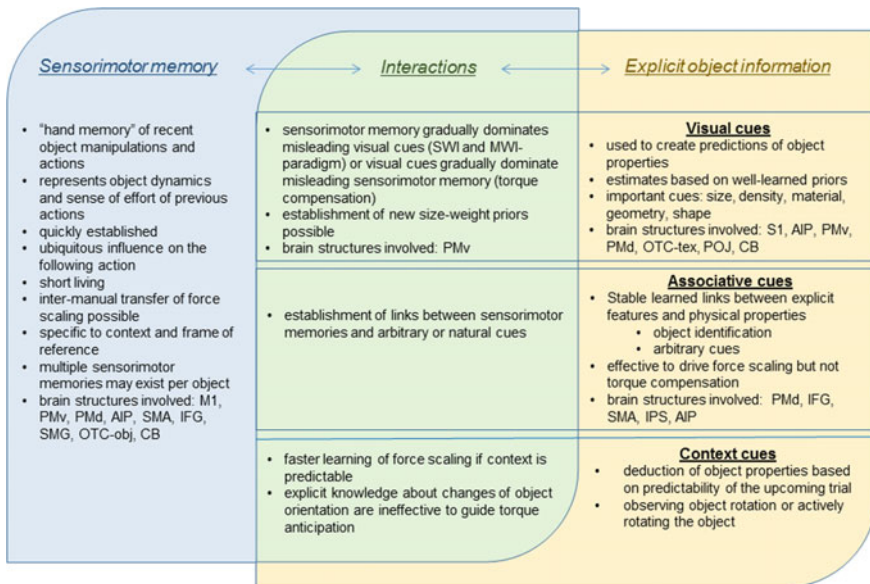 Sensorimotor memory
Interactions
Explicit object information
• "hand memory" of recent
object manipulations and
actions
• represents object dynamics
and sense of effort of previous
actions
• quickly established
• ubiquitous influence on the
following action
• short living
• inter-manual transfer of force
scaling possible
• specific to context and frame of
reference
• multiple sensorimotor
memories may exist per object
• brain structures involved: M1,
PMv, PMd, AIP, SMA, IFG,
SMG, OTC-obj, CB
• sensorimotor memory gradually dominates
misleading visual cues (SWI and MWI-
paradigm) or visual cues gradually dominate
misleading sensorimotor memory (torque
compensation)
• establishment of new size-weight priors
possible
• brain structures involved: PMv
Visual cues
• used to create predictions of object
properties
• estimates based on well-learned priors
• important cues: size, density, material,
geometry, shape
• brain structures involved: S1, AIP, PMv,
PMd, OTC-tex, POJ, CB
• establishment of links between sensorimotor
memories and arbitrary or natural cues
Associative cues
• Stable learned links between explicit
features and physical properties
• object identification
• arbitrary cues
• effective to drive force scaling but not
torque compensation
• brain structures involved: PMd, IFG,
SMA, IPS, AIP
• faster learning of force scaling if context is
predictable
• explicit knowledge about changes of object
orientation are ineffective to guide torque
anticipation
Context cues
• deduction of object properties based
on predictability of the upcoming trial
• observing object rotation or actively
rotating the object